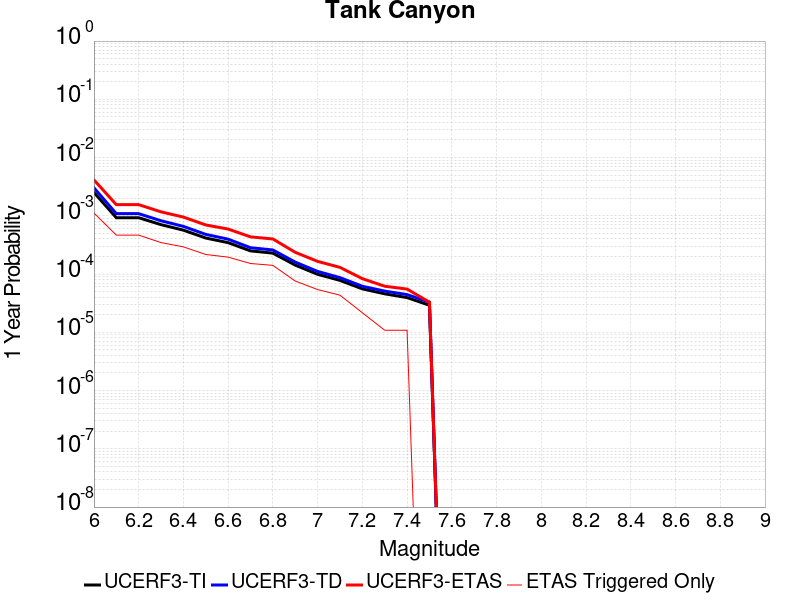 Tank Canyon
10^0
10^-1
10^-2
10^-3
10^-4
10^-5
10^-6
10^-7
10^-8
1 Year Probability
6 6.2 6.4 6.6 6.8 7 7.2 7.4 7.6 7.8 8 8.2 8.4 8.6 8.8 9
Magnitude
UCERF3-TI UCERF3-TD UCERF3-ETAS ETAS Triggered Only